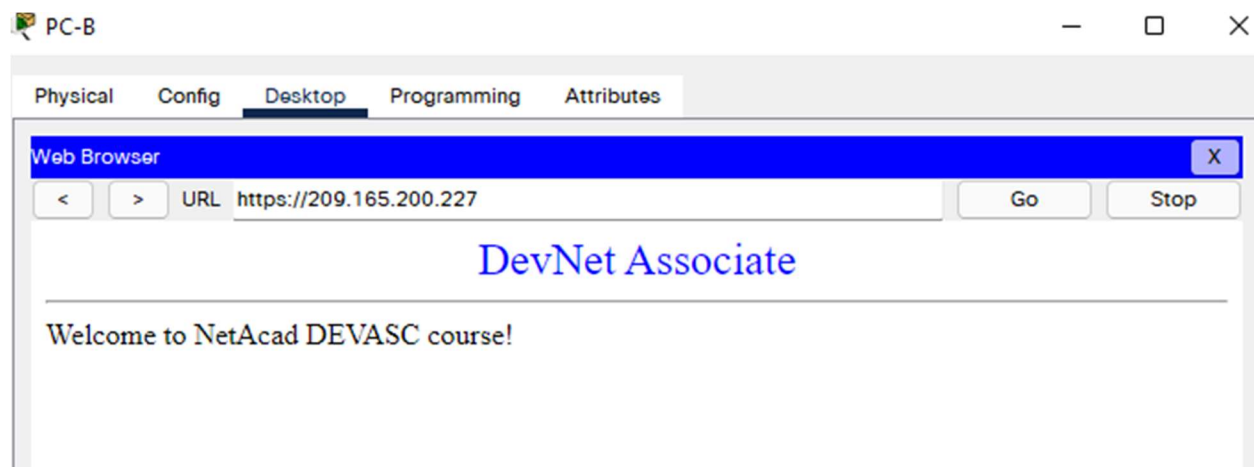 PC-B
Physical Config Desktop Programming Attributes
Web Browser X
< > URL https://209.165.200.227 Go Stop
DevNet Associate
Welcome to NetAcad DEVASC course!